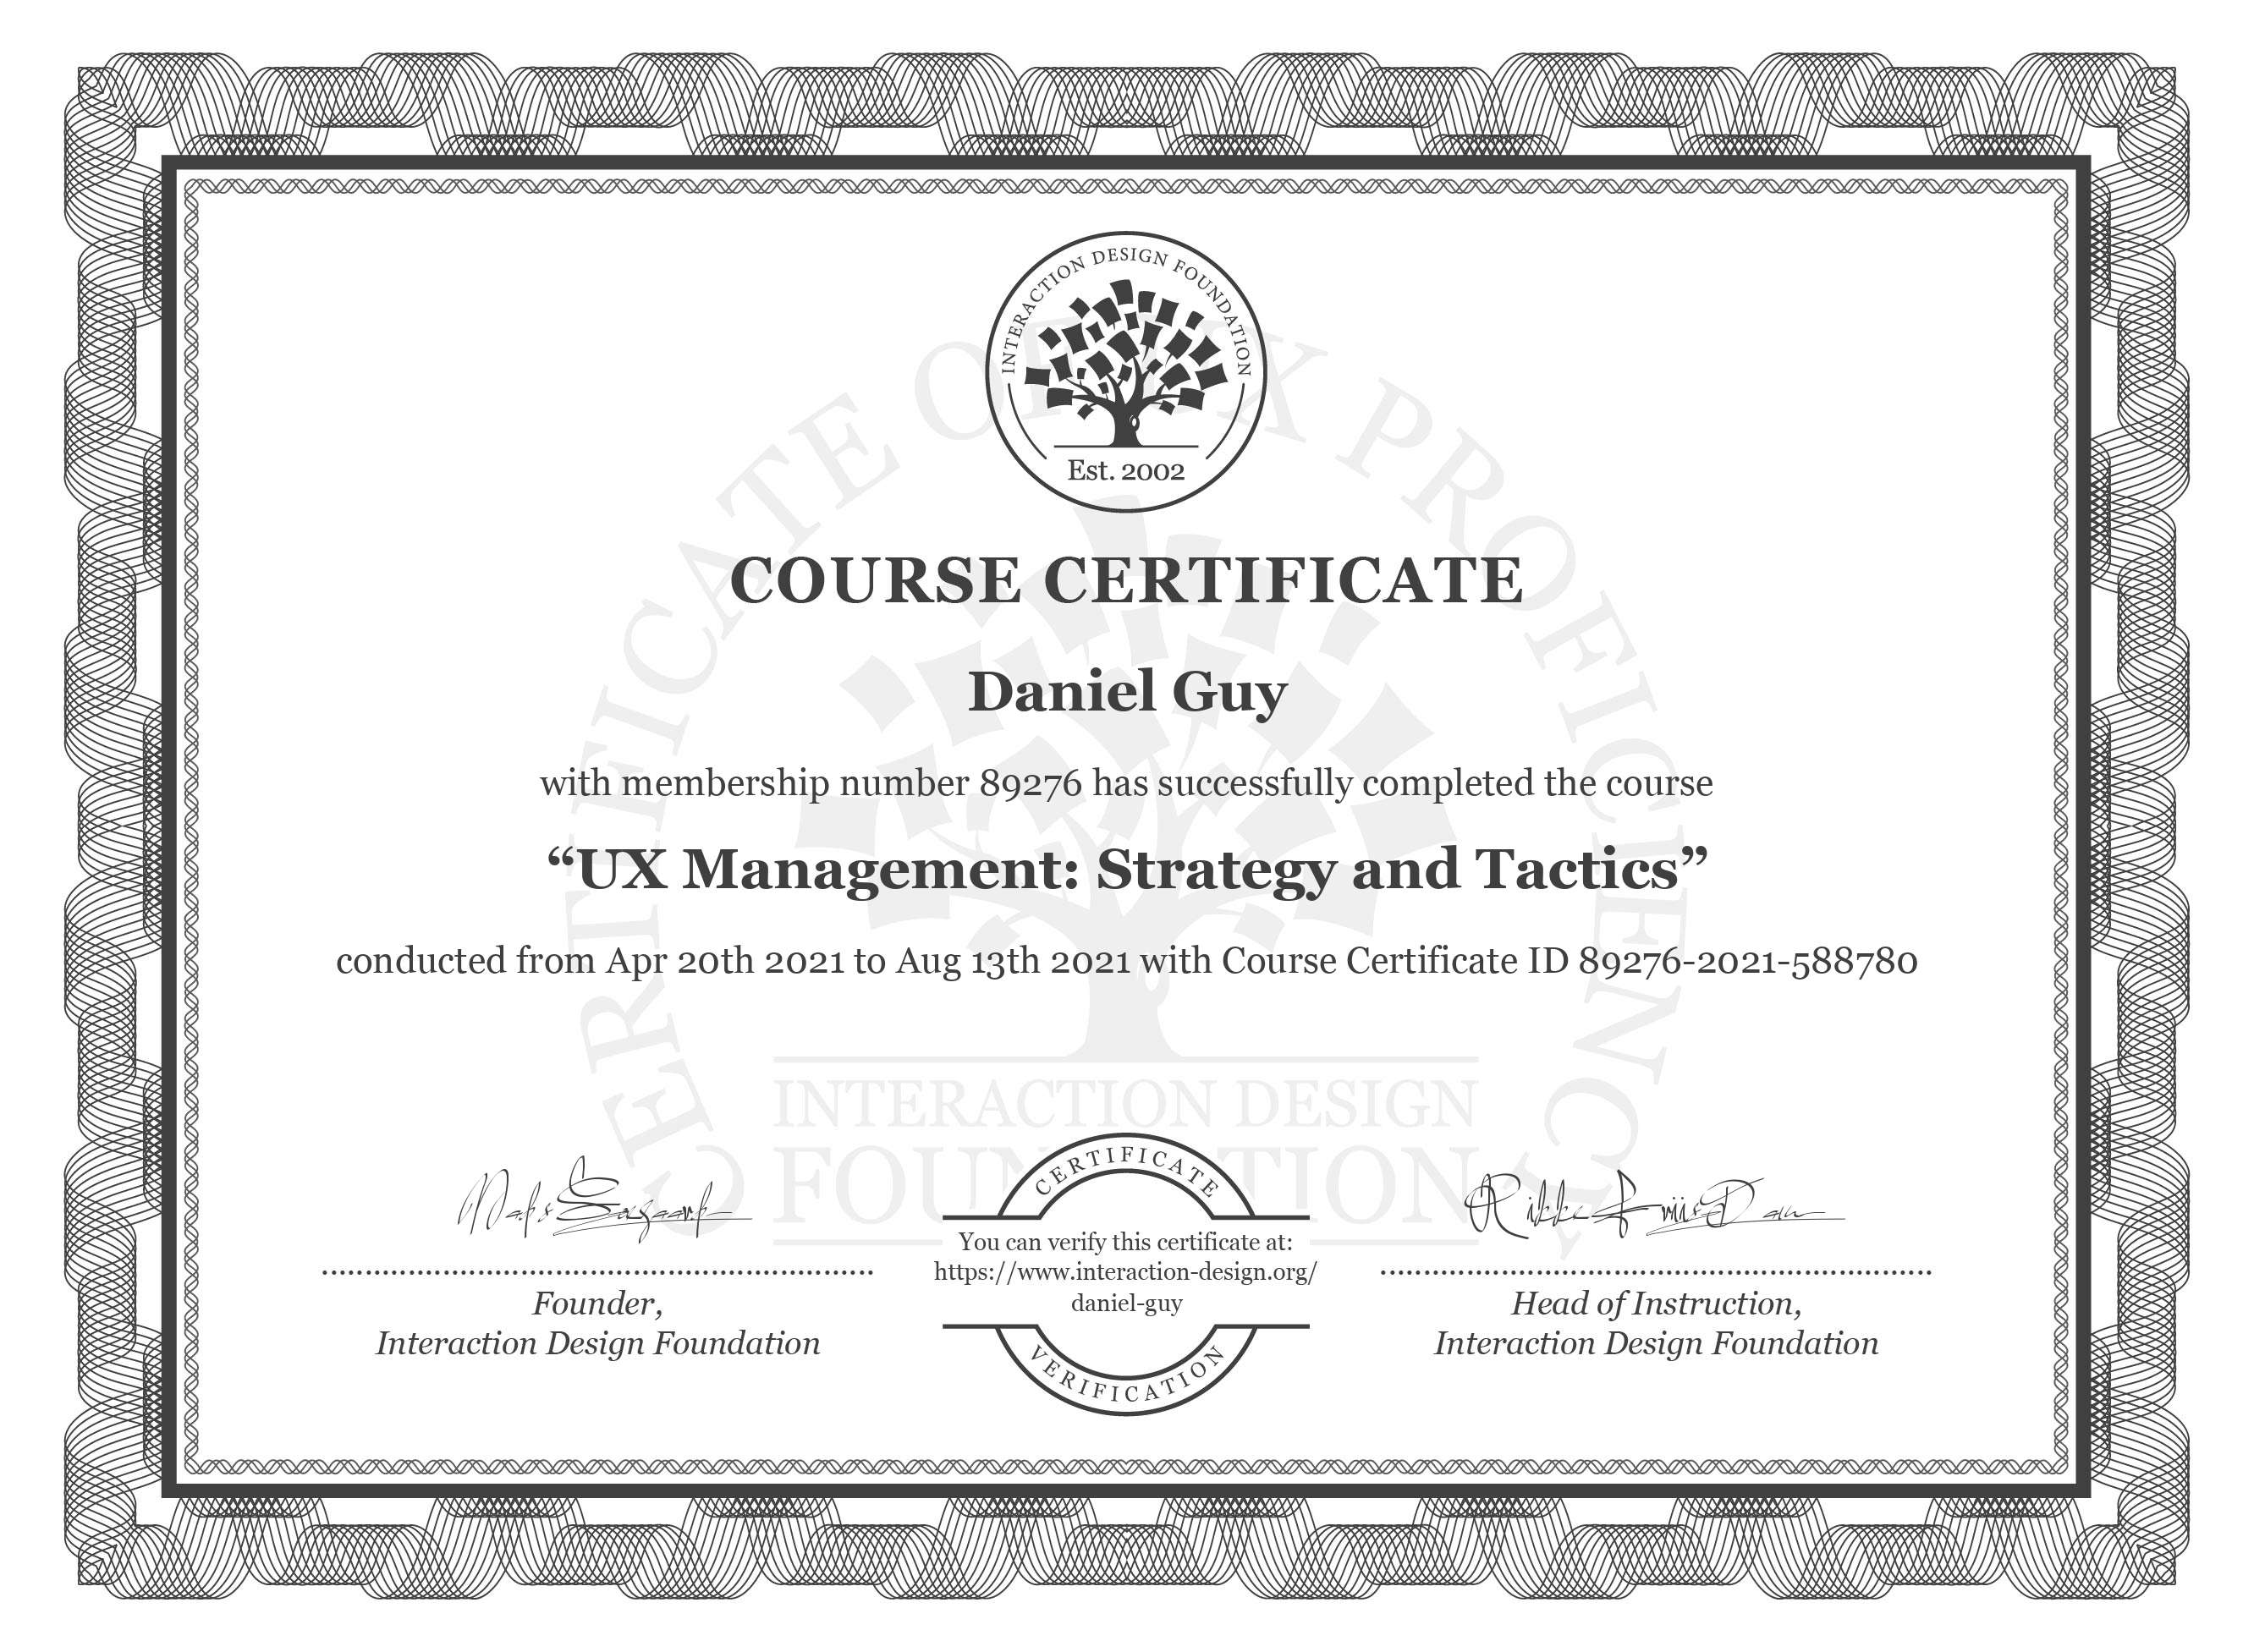 INTERACTION DESIGN FOUNDATION
Est. 2002
CERTIFICATE OF UX PROFICIENCY
COURSE CERTIFICATE
Daniel Guy
with membership number 89276 has successfully completed the course
“UX Management: Strategy and Tactics”
conducted from Apr 20th 2021 to Aug 13th 2021 with Course Certificate ID 89276-2021-588780
INTERACTION DESIGN
FOUNDATION
CERTIFICATE
You can verify this certificate at:
https://www.interaction-design.org/
daniel-guy
VERIFICATION
Founder,
Interaction Design Foundation
Head of Instruction,
Interaction Design Foundation